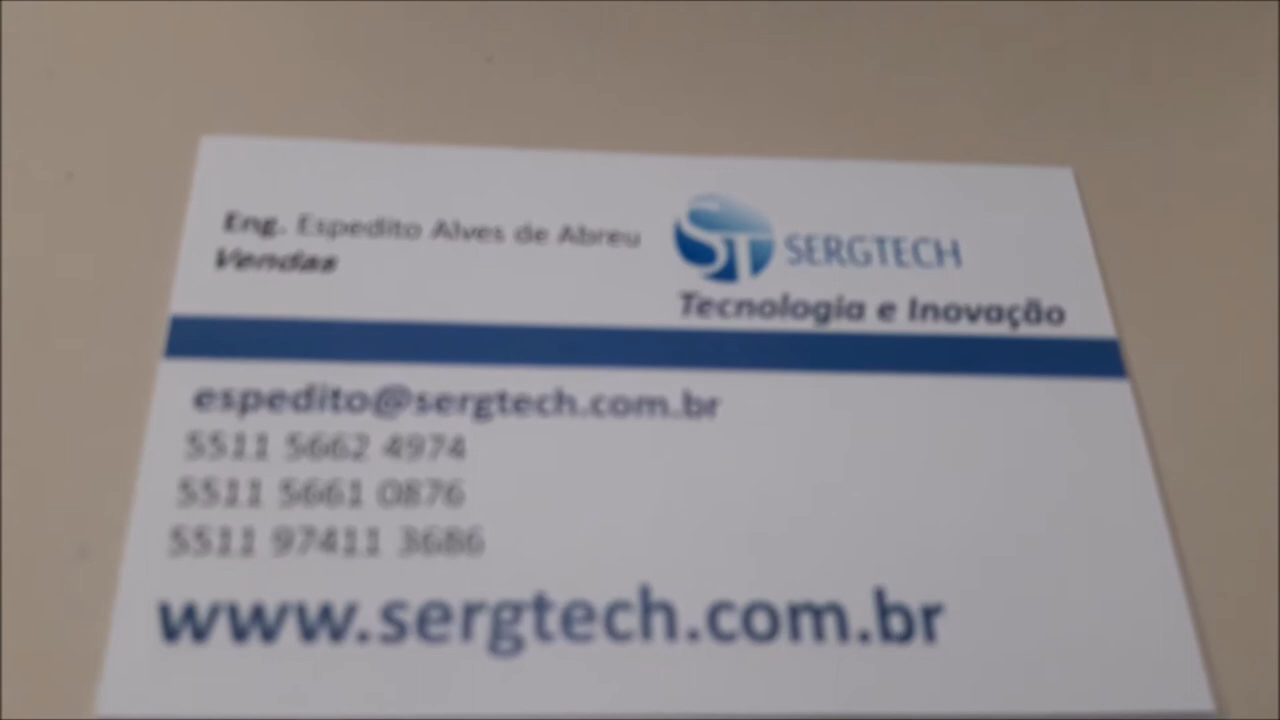 Eng. Espedito Alves de Abreu
Vendas
ST SERGTECH
Tecnologia e Inovação
espedito@sergtech.com.br
5511 5662 4974
5511 5661 0876
5511 97411 3686
www.sergtech.com.br